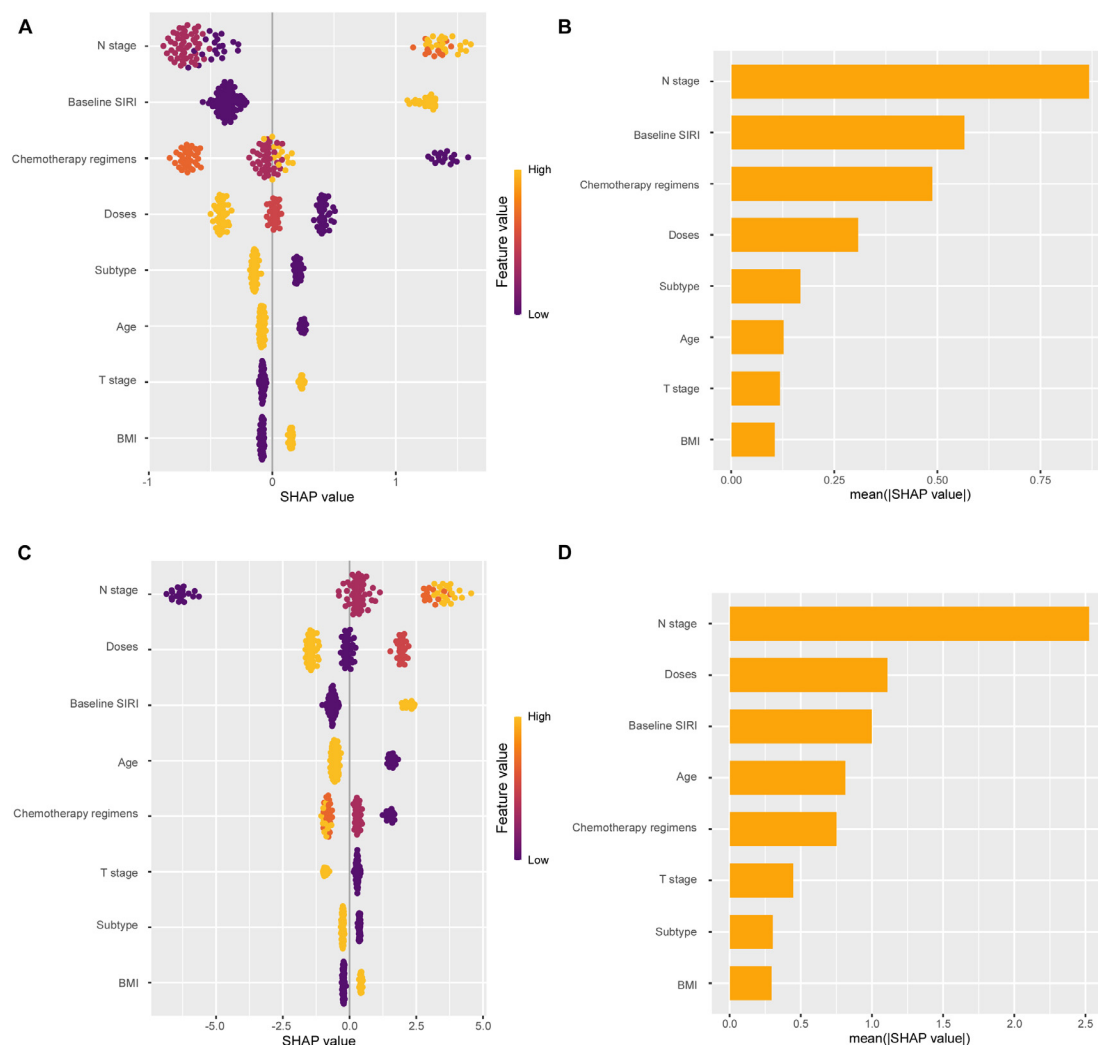 A
N stage
Baseline SIRI
Chemotherapy regimens
Doses
Subtype
Age
T stage
BMI
-1
0
1
SHAP value
High
Feature value
Low
B
N stage
Baseline SIRI
Chemotherapy regimens
Doses
Subtype
Age
T stage
BMI
0.00
0.25
0.50
0.75
mean(|SHAP value|)
C
N stage
Doses
Baseline SIRI
Age
Chemotherapy regimens
T stage
Subtype
BMI
-5.0
-2.5
0.0
2.5
5.0
SHAP value
High
Feature value
Low
D
N stage
Doses
Baseline SIRI
Age
Chemotherapy regimens
T stage
Subtype
BMI
0.0
0.5
1.0
1.5
2.0
2.5
mean(|SHAP value|)